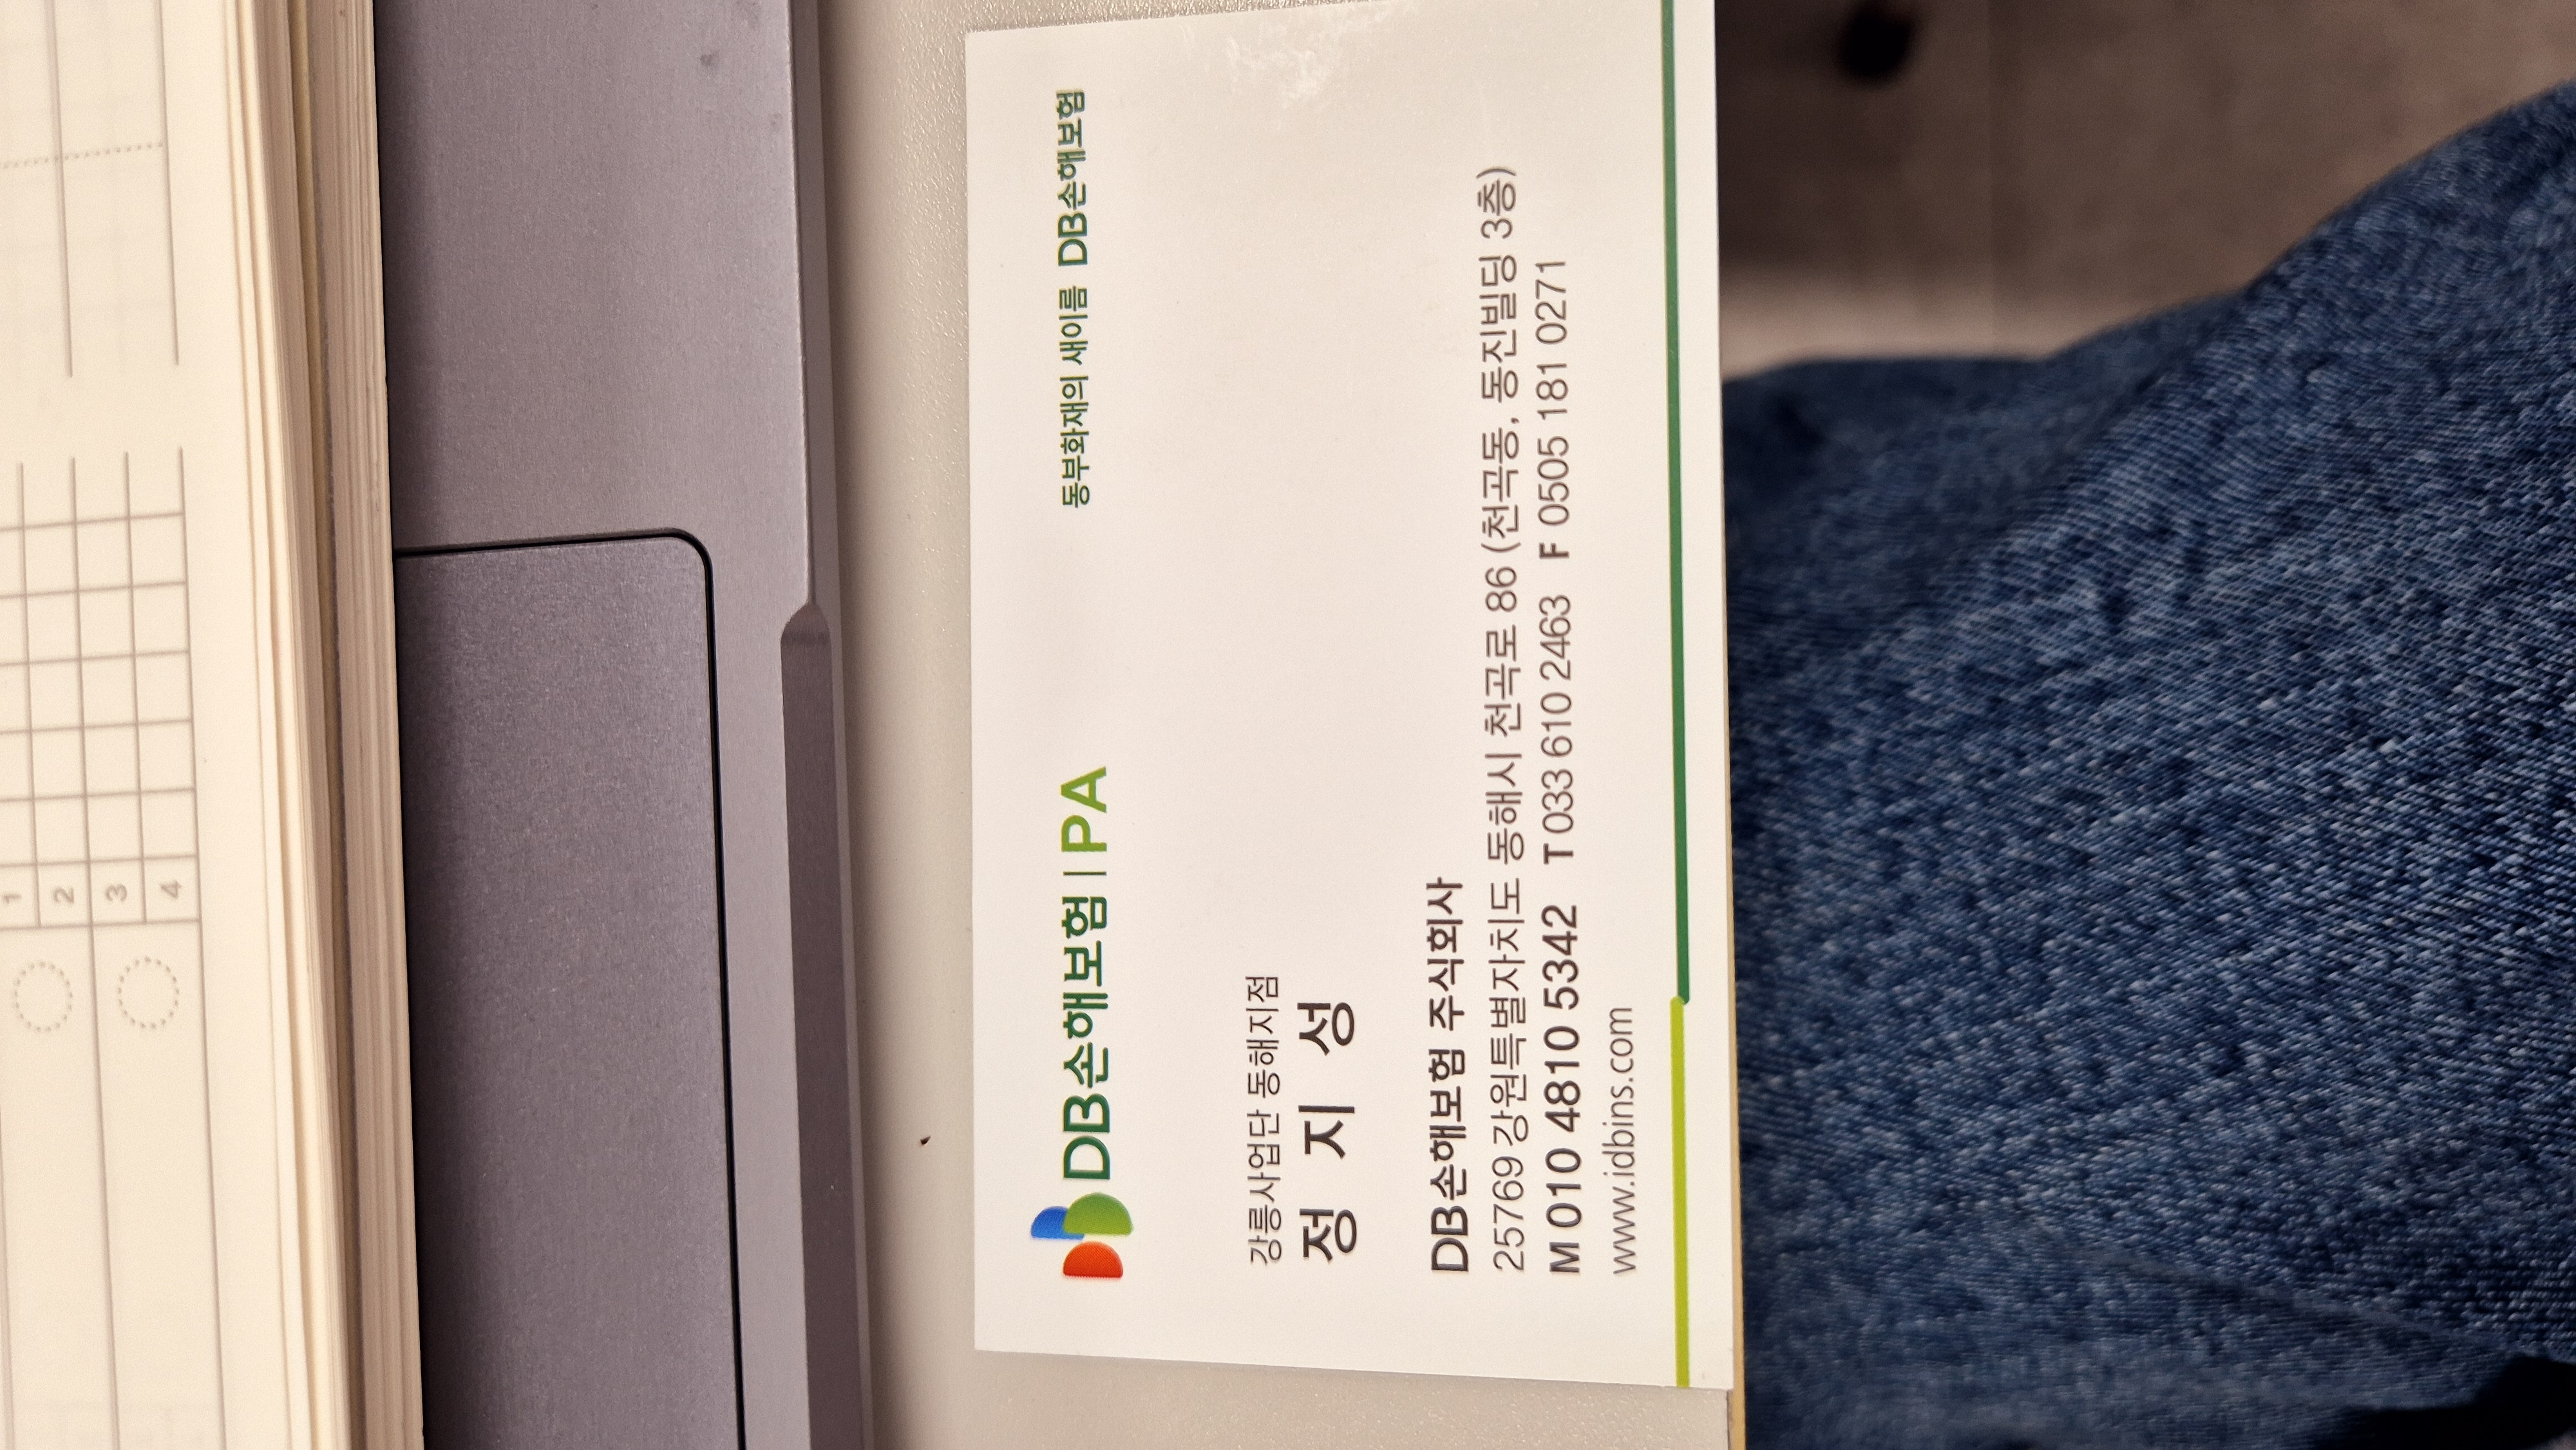 DB손해보험 | PA
동부화재의 새이름 DB손해보험
강릉사업단 동해지점
정 지 성
DB손해보험 주식회사
25769 강원특별자치도 동해시 천곡로 86 (천곡동, 동진빌딩 3층)
M 010 4810 5342 T 033 610 2463 F 0505 181 0271
www.idbins.com
1
2
3
4